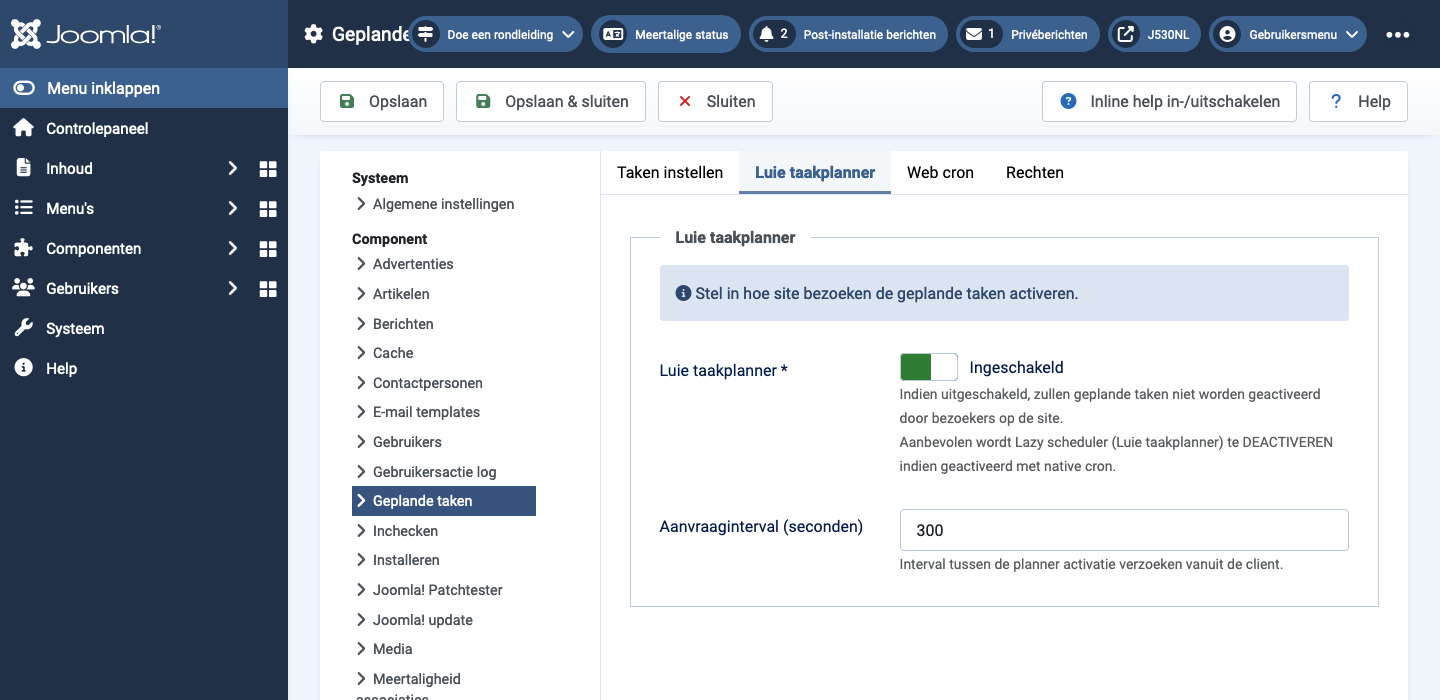 Joomla!®
Geplande
Doe een rondleiding
Meertalige status
2 Post-installatie berichten
1 Privéberichten
J530NL
Gebruikersmenu
Menu inklappen
Controlepaneel
Inhoud
Menu's
Componenten
Gebruikers
Systeem
Help
Opslaan
Opslaan & sluiten
Sluiten
Inline help in-/uitschakelen
Help
Systeem
Algemene instellingen
Component
Advertenties
Artikelen
Berichten
Cache
Contactpersonen
E-mail templates
Gebruikers
Gebruikersactie log
Geplande taken
Inchecken
Installeren
Joomla! Patchtester
Joomla! update
Media
Meertaligheid
associaties
Taken instellen
Luie taakplanner
Web cron
Rechten
Luie taakplanner
Stel in hoe site bezoeken de geplande taken activeren.
Luie taakplanner *
Ingeschakeld
Indien uitgeschakeld, zullen geplande taken niet worden geactiveerd
door bezoekers op de site.
Aanbevolen wordt Lazy scheduler (Luie taakplanner) te DEACTIVEREN
indien geactiveerd met native cron.
Aanvraaginterval (seconden)
300
Interval tussen de planner activatie verzoeken vanuit de client.